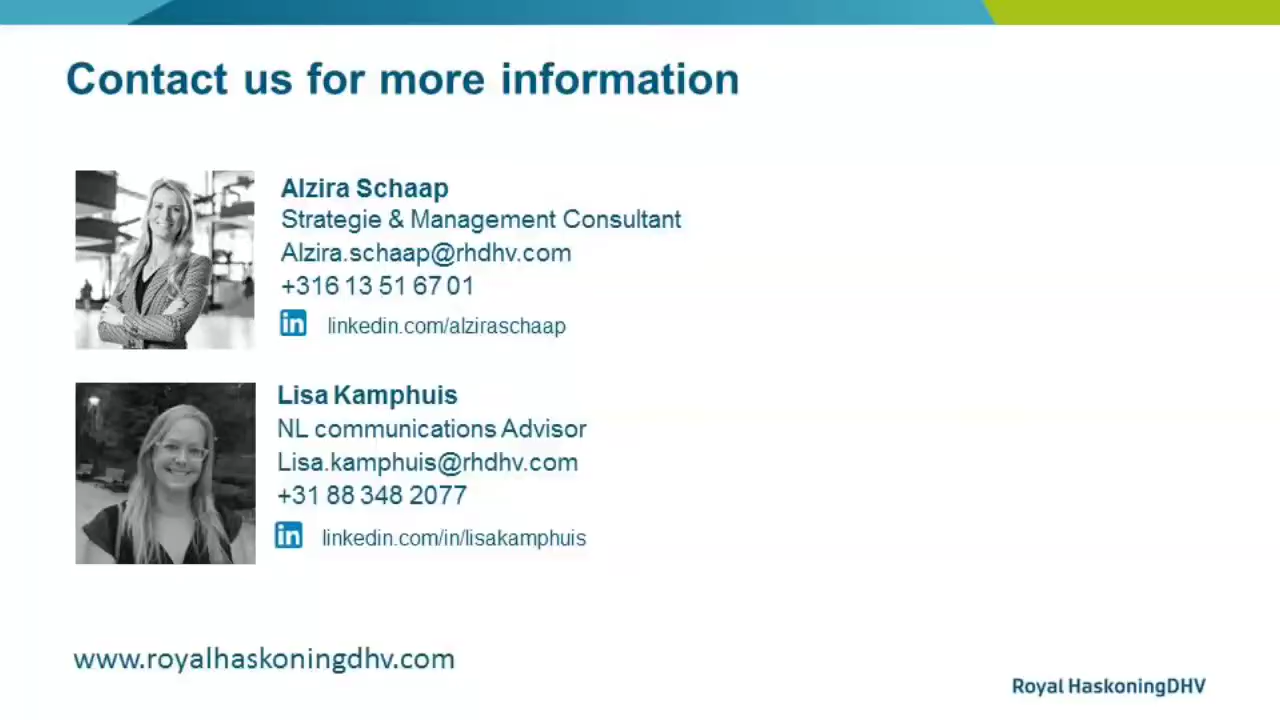 Contact us for more information
Alzira Schaap
Strategie & Management Consultant
Alzira.schaap@rhdhv.com
+316 13 51 67 01
in linkedin.com/alziraschaap
Lisa Kamphuis
NL communications Advisor
Lisa.kamphuis@rhdhv.com
+31 88 348 2077
in linkedin.com/in/lisakamphuis
www.royalhaskoningdhv.com
Royal HaskoningDHV